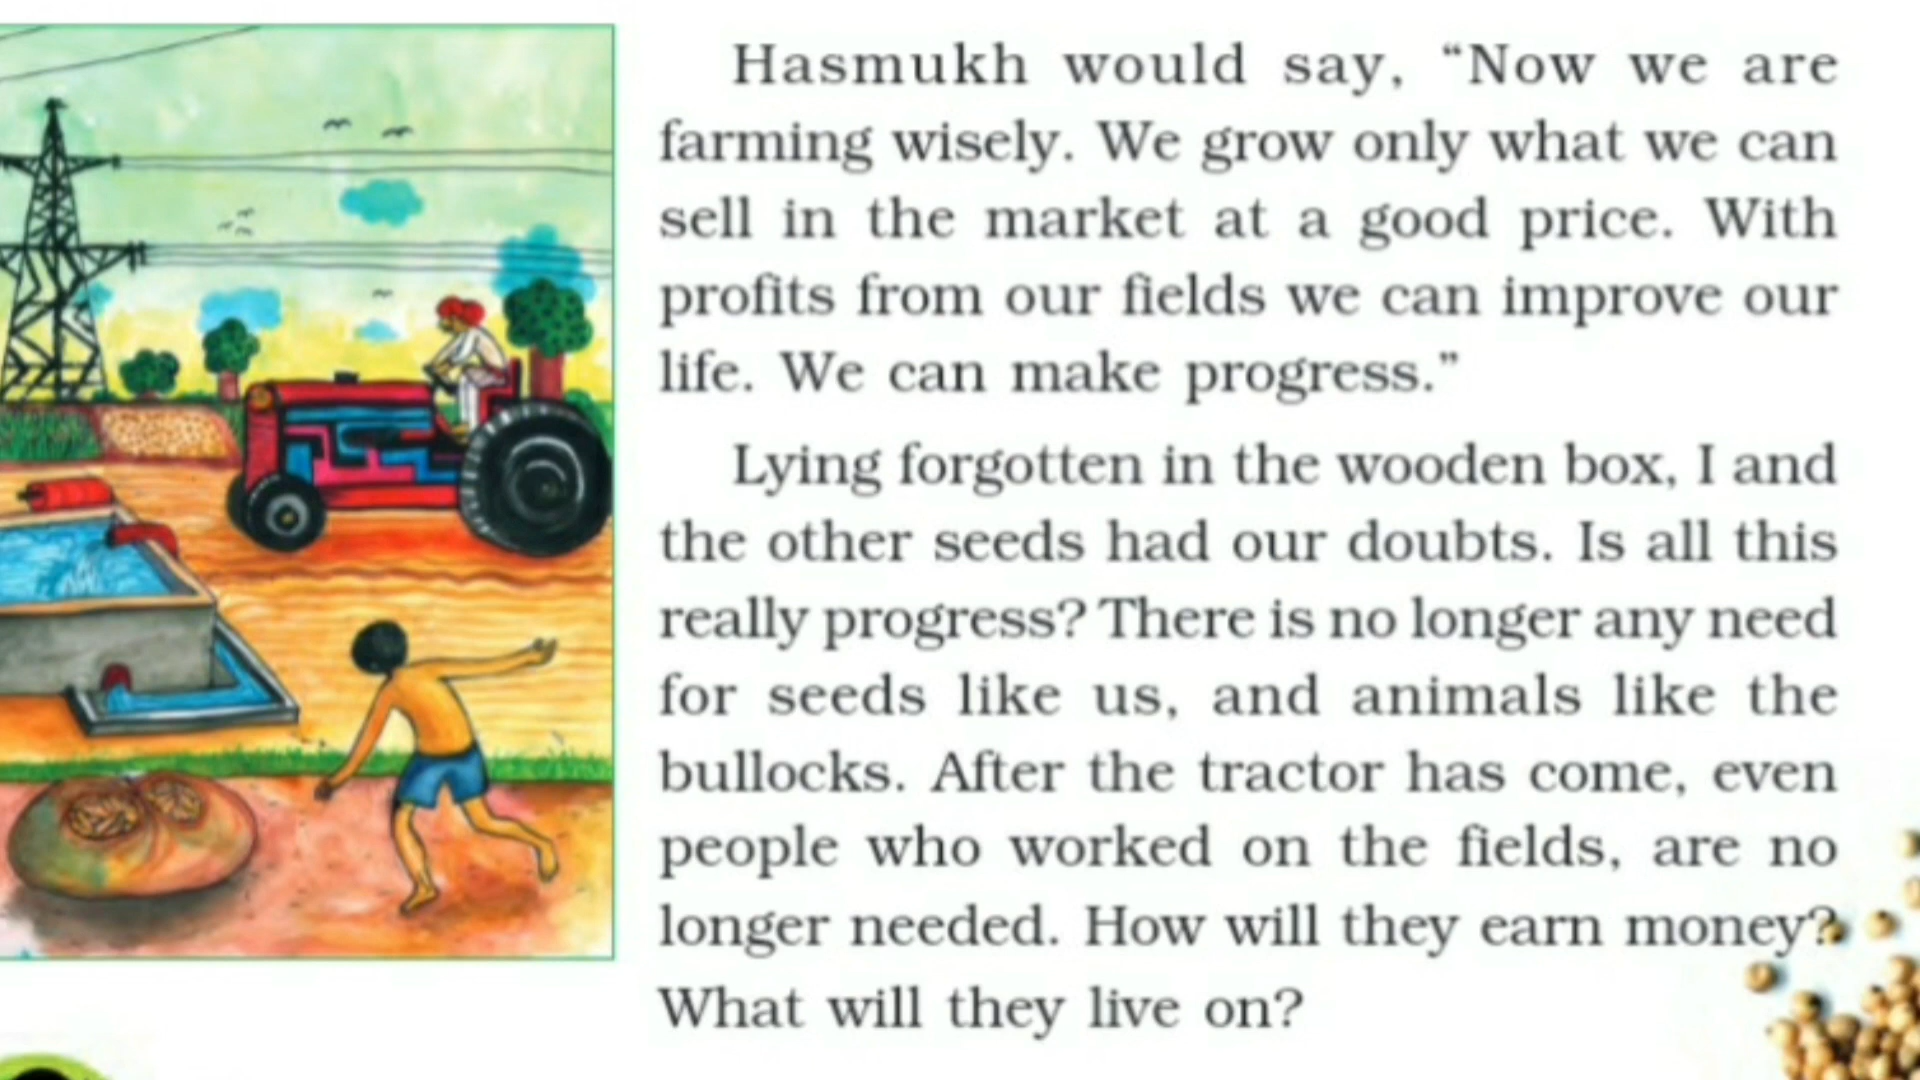 Hasmukh would say, “Now we are
farming wisely. We grow only what we can
sell in the market at a good price. With
profits from our fields we can improve our
life. We can make progress.”
Lying forgotten in the wooden box, I and
the other seeds had our doubts. Is all this
really progress? There is no longer any need
for seeds like us, and animals like the
bullocks. After the tractor has come, even
people who worked on the fields, are no
longer needed. How will they earn money?
What will they live on?